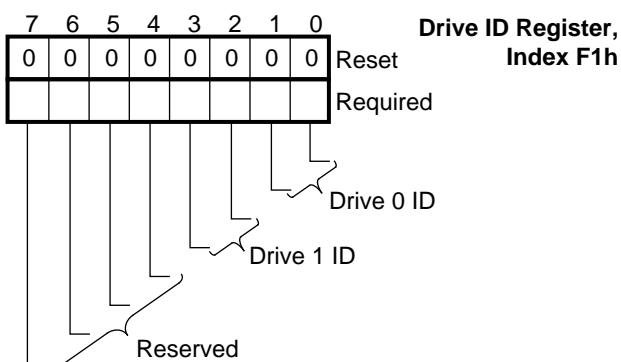 7 6 5 4 3 2 1 0
Drive ID Register,
Index F1h
0 0 0 0 0 0 0 0 Reset
Required
Drive 0 ID
Drive 1 ID
Reserved